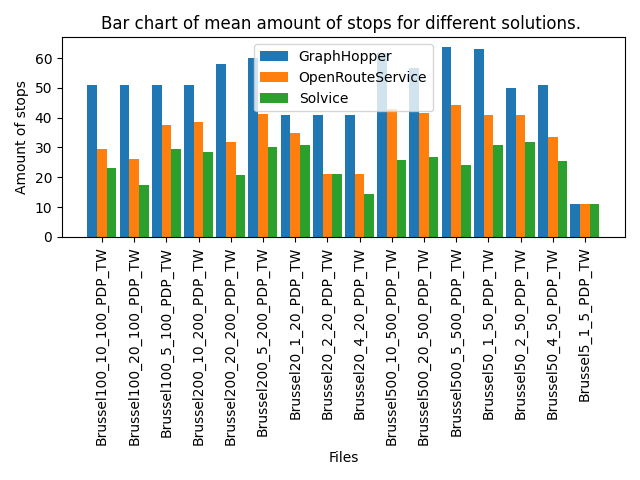 Bar chart of mean amount of stops for different solutions.
GraphHopper
OpenRouteService
Solvice
Amount of stops
60
50
40
30
20
10
0
Brussel100_10_100_PDP_TW
Brussel100_20_100_PDP_TW
Brussel100_5_100_PDP_TW
Brussel200_10_200_PDP_TW
Brussel200_20_200_PDP_TW
Brussel200_5_200_PDP_TW
Brussel20_1_20_PDP_TW
Brussel20_2_20_PDP_TW
Brussel20_4_20_PDP_TW
Brussel500_10_500_PDP_TW
Brussel500_20_500_PDP_TW
Brussel500_5_500_PDP_TW
Brussel50_1_50_PDP_TW
Brussel50_2_50_PDP_TW
Brussel50_4_50_PDP_TW
Brussel5_1_5_PDP_TW
Files